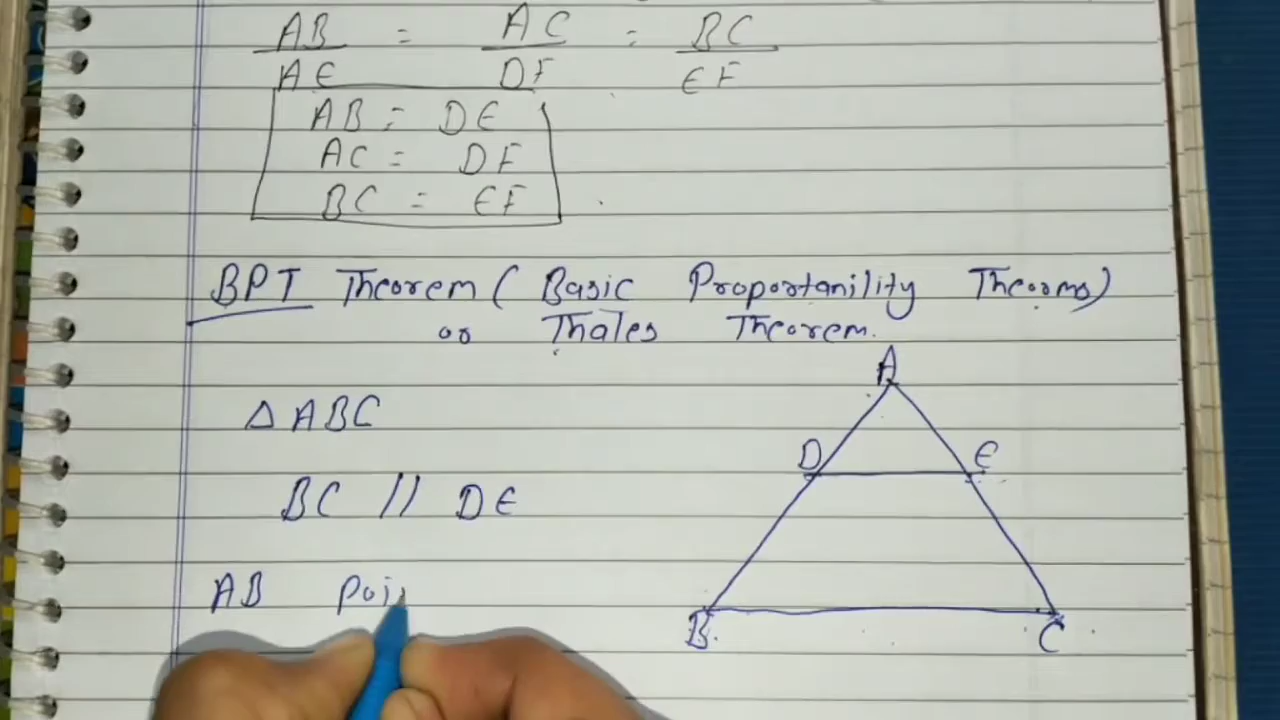 AB = AC = BC
AE DF EF
AB = DE
AC = DF
BC = EF
BPT Theorem ( Basic Proportanility Theorms)
or Thales Theorem.
A
△ ABC
D E
BC // DE
AB Poi
B. C